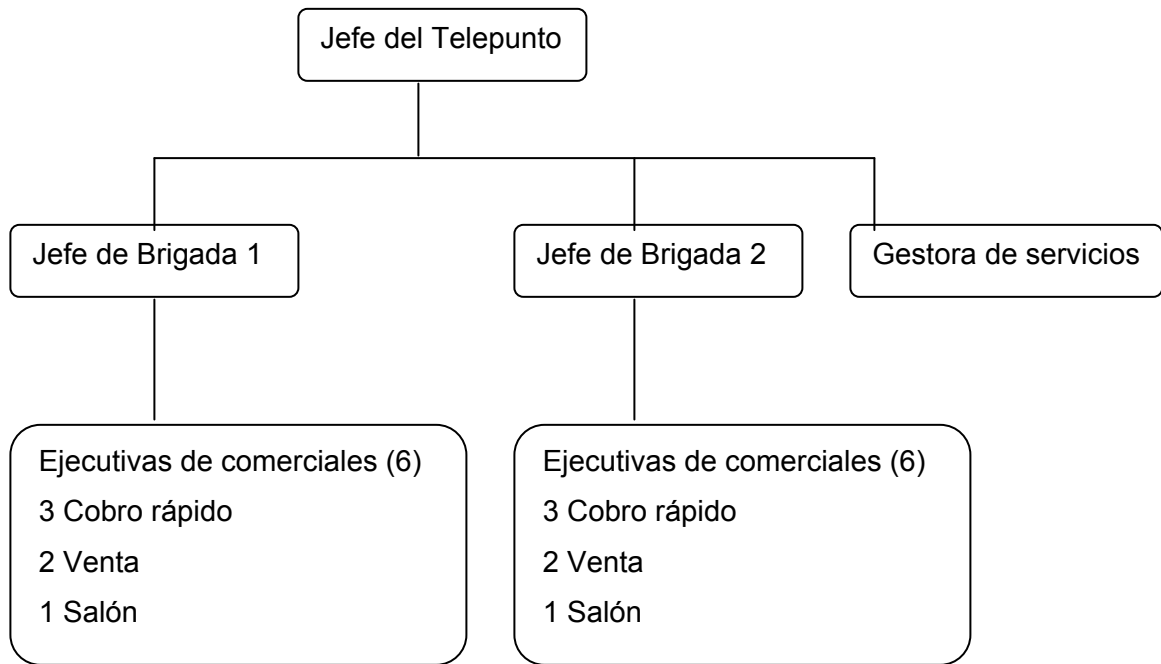 Jefe del Telepunto
Jefe de Brigada 1
Jefe de Brigada 2
Gestora de servicios
Ejecutivas de comerciales (6)
3 Cobro rápido
2 Venta
1 Salón
Ejecutivas de comerciales (6)
3 Cobro rápido
2 Venta
1 Salón